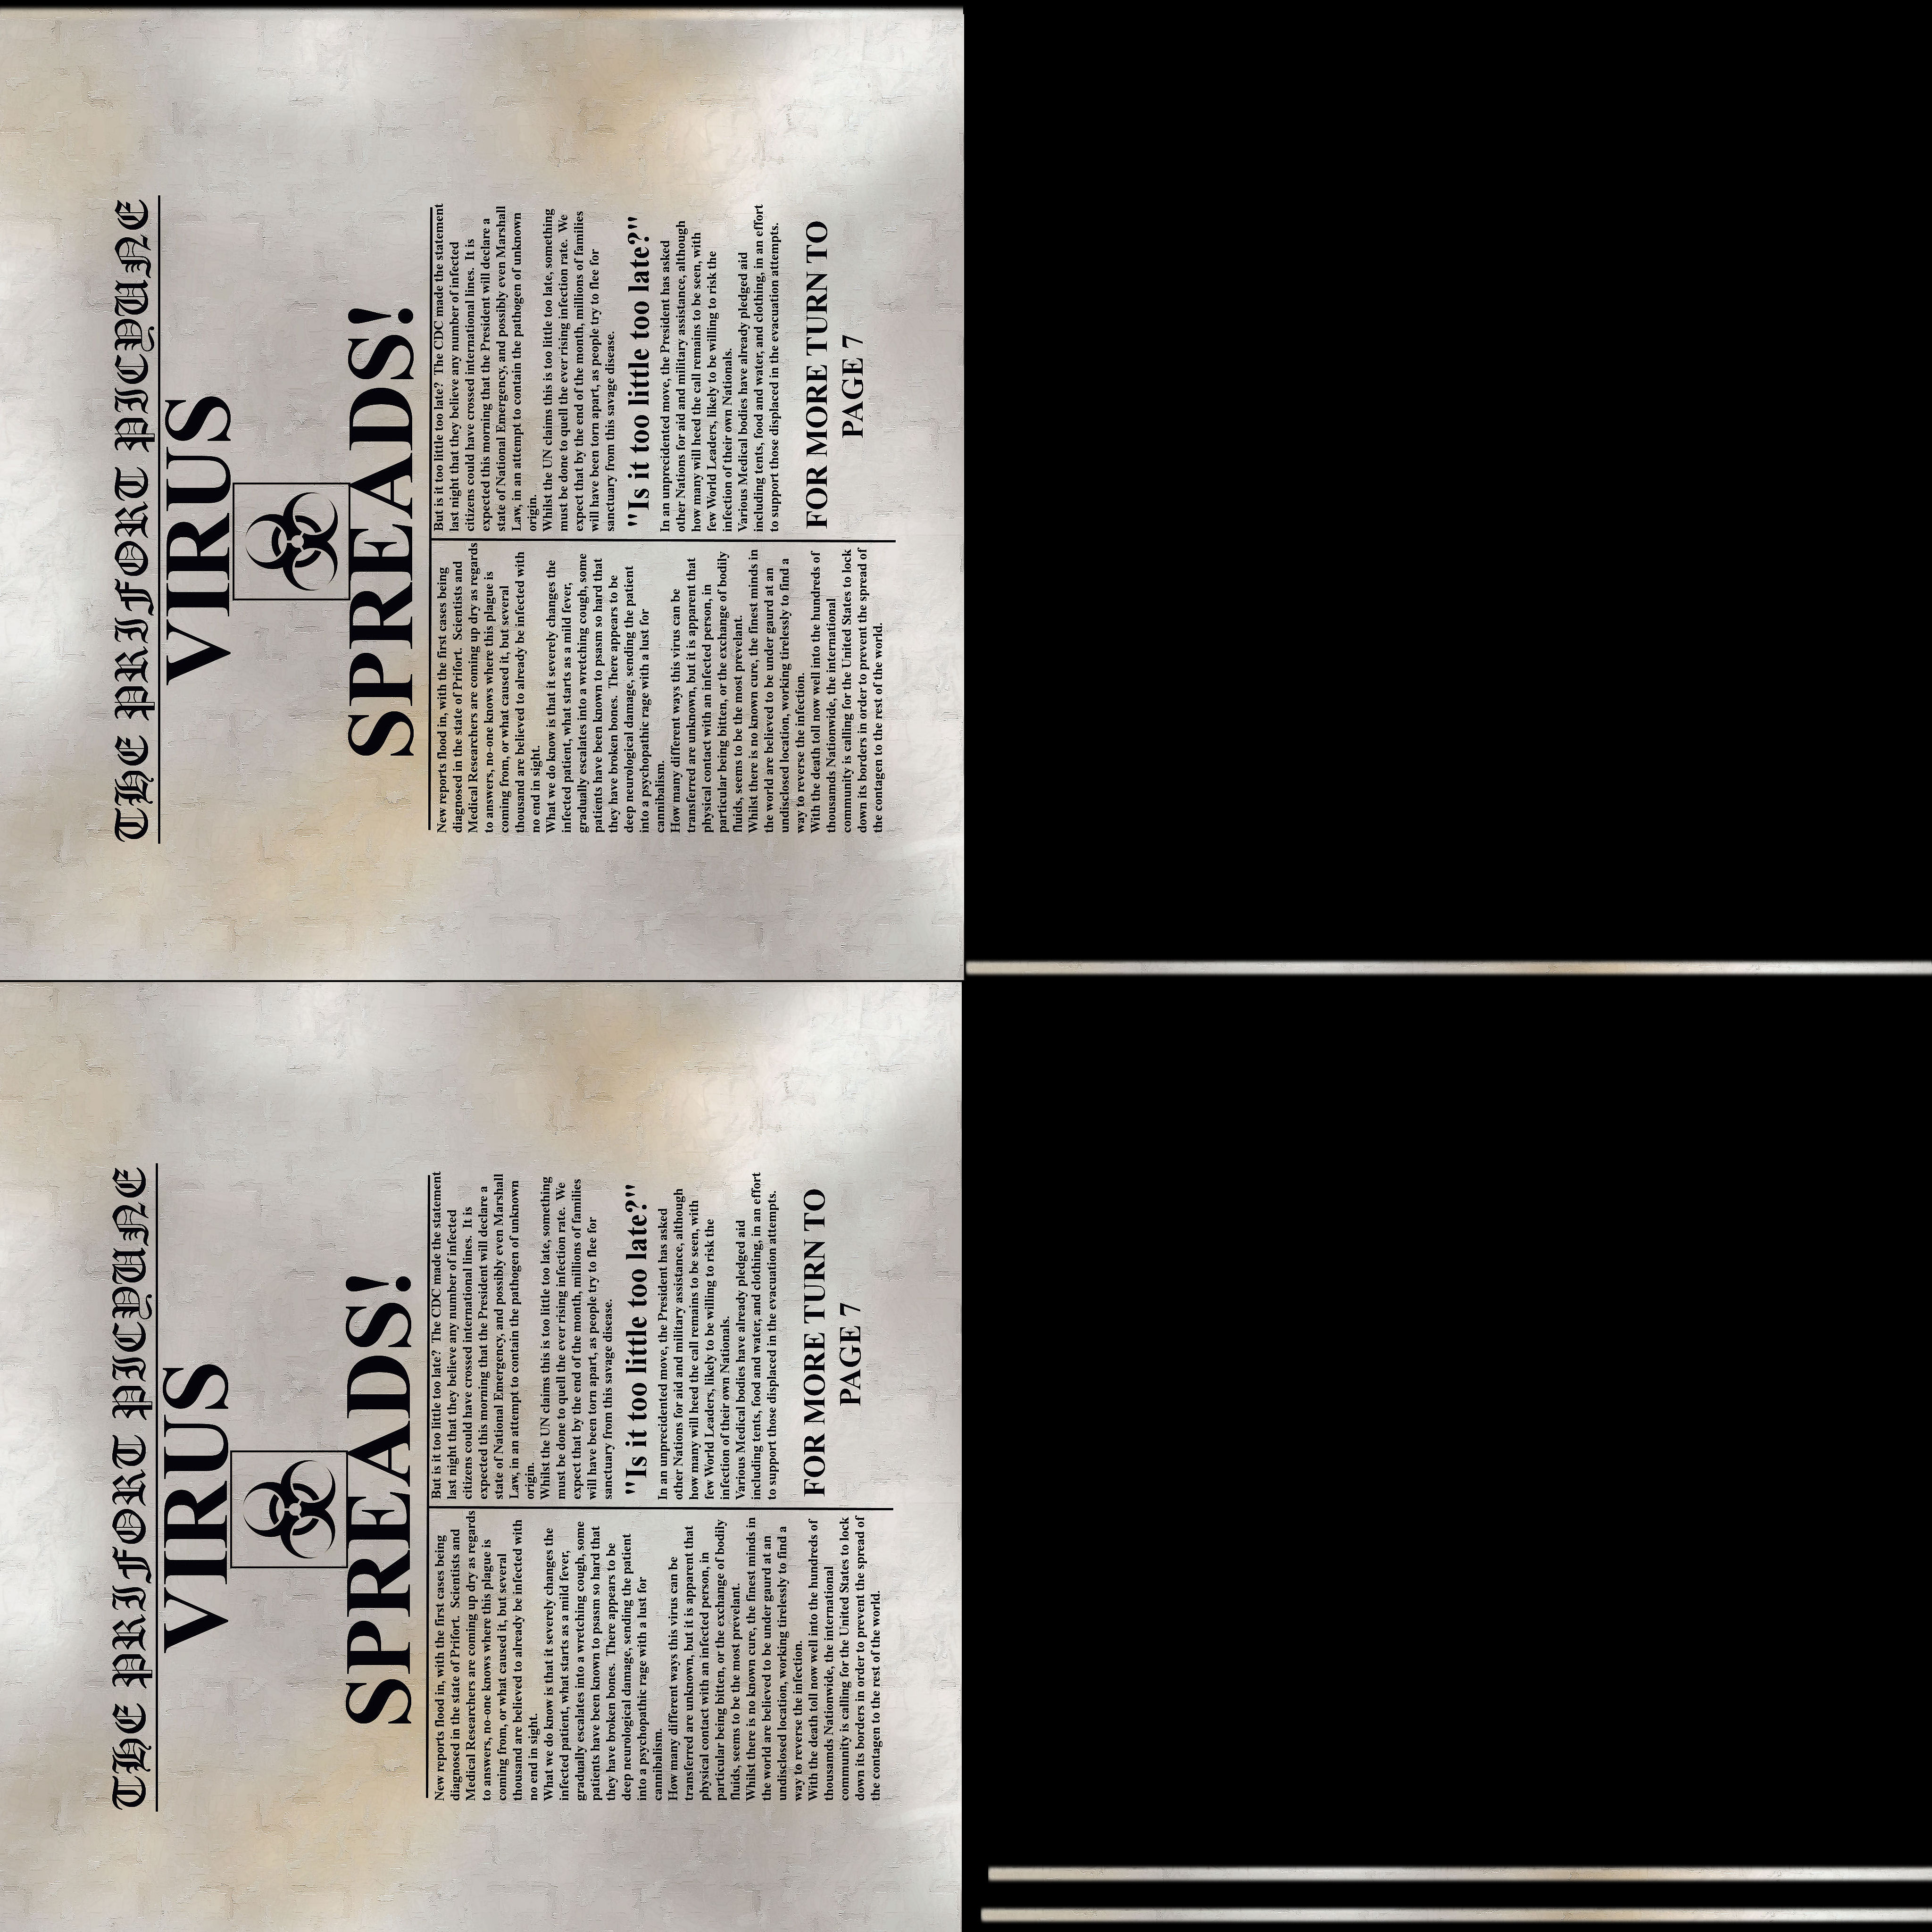 THE PRIFORT PICYUNE
VIRUS
SPREADS!
New reports flood in, with the first cases being
diagnosed in the state of Prifort. Scientists and
Medical Researchers are coming up dry as regards
to answers, no-one knows where this plague is
coming from, or what caused it, but several
thousand are believed to already be infected with
no end in sight.
What we do know is that it severely changes the
infected patient, what starts as a mild fever,
gradually escalates into a wretching cough, some
patients have been known to psasm so hard that
they have broken bones. There appears to be
deep neurological damage, sending the patient
into a psychopathic rage with a lust for
cannibalism.
How many different ways this virus can be
transferred are unknown, but it is apparent that
physical contact with an infected person, in
particular being bitten, or the exchange of bodily
fluids, seems to be the most prevelant.
Whilst there is no known cure, the finest minds in
the world are believed to be under gaurd at an
undisclosed location, working tirelessly to find a
way to reverse the infection.
With the death toll now well into the hundreds of
thousands Nationwide, the international
community is calling for the United States to lock
down its borders in order to prevent the spread of
the contagen to the rest of the world.
But is it too little too late? The CDC made the statement
last night that they believe any number of infected
citizens could have crossed international lines. It is
expected this morning that the President will declare a
state of National Emergency, and possibly even Marshall
Law, in an attempt to contain the pathogen of unknown
origin.
Whilst the UN claims this is too little too late, something
must be done to quell the ever rising infection rate. We
expect that by the end of the month, millions of families
will have been torn apart, as people try to flee for
sanctuary from this savage disease.
"Is it too little too late?"
In an unprecidented move, the President has asked
other Nations for aid and military assistance, although
how many will heed the call remains to be seen, with
few World Leaders, likely to be willing to risk the
infection of their own Nationals.
Various Medical bodies have already pledged aid
including tents, food and water, and clothing, in an effort
to support those displaced in the evacuation attempts.
FOR MORE TURN TO
PAGE 7
THE PRIFORT PICYUNE
VIRUS
SPREADS!
New reports flood in, with the first cases being
diagnosed in the state of Prifort. Scientists and
Medical Researchers are coming up dry as regards
to answers, no-one knows where this plague is
coming from, or what caused it, but several
thousand are believed to already be infected with
no end in sight.
What we do know is that it severely changes the
infected patient, what starts as a mild fever,
gradually escalates into a wretching cough, some
patients have been known to psasm so hard that
they have broken bones. There appears to be
deep neurological damage, sending the patient
into a psychopathic rage with a lust for
cannibalism.
How many different ways this virus can be
transferred are unknown, but it is apparent that
physical contact with an infected person, in
particular being bitten, or the exchange of bodily
fluids, seems to be the most prevelant.
Whilst there is no known cure, the finest minds in
the world are believed to be under gaurd at an
undisclosed location, working tirelessly to find a
way to reverse the infection.
With the death toll now well into the hundreds of
thousands Nationwide, the international
community is calling for the United States to lock
down its borders in order to prevent the spread of
the contagen to the rest of the world.
But is it too little too late? The CDC made the statement
last night that they believe any number of infected
citizens could have crossed international lines. It is
expected this morning that the President will declare a
state of National Emergency, and possibly even Marshall
Law, in an attempt to contain the pathogen of unknown
origin.
Whilst the UN claims this is too little too late, something
must be done to quell the ever rising infection rate. We
expect that by the end of the month, millions of families
will have been torn apart, as people try to flee for
sanctuary from this savage disease.
"Is it too little too late?"
In an unprecidented move, the President has asked
other Nations for aid and military assistance, although
how many will heed the call remains to be seen, with
few World Leaders, likely to be willing to risk the
infection of their own Nationals.
Various Medical bodies have already pledged aid
including tents, food and water, and clothing, in an effort
to support those displaced in the evacuation attempts.
FOR MORE TURN TO
PAGE 7